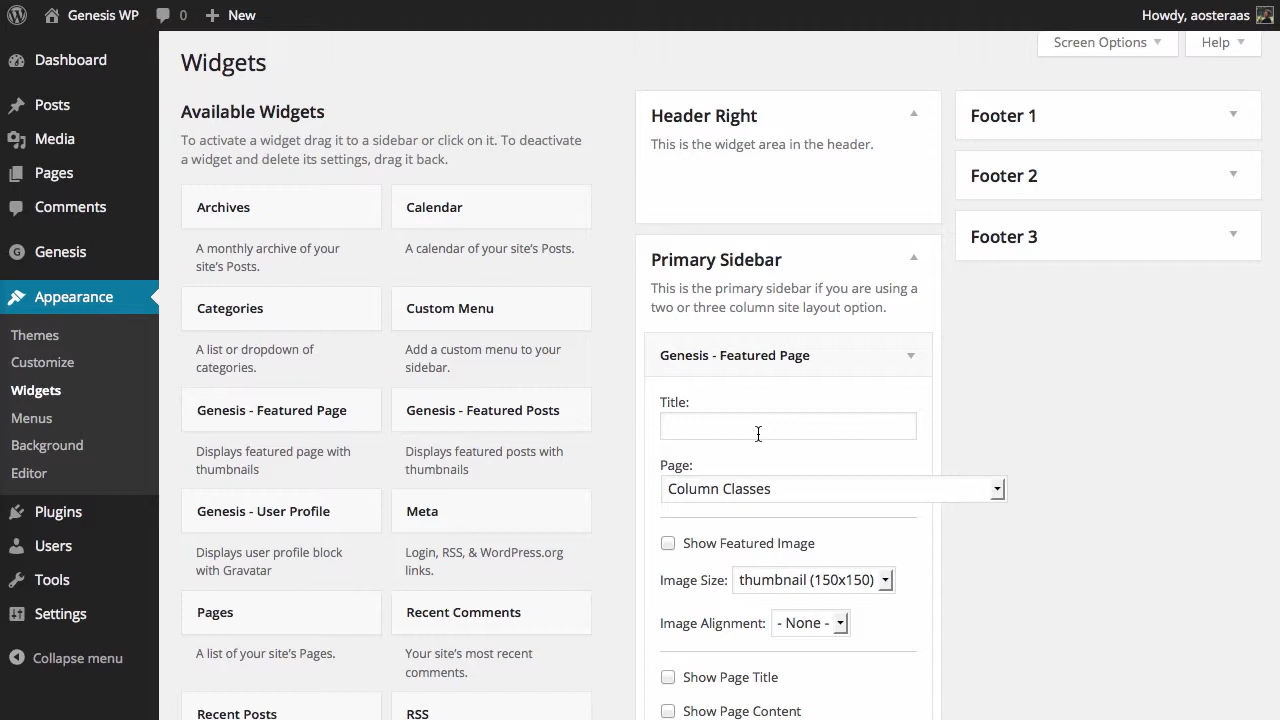 Genesis WP
0
New
Howdy, aosteraas
Dashboard
Posts
Media
Pages
Comments
Genesis
Appearance
Themes
Customize
Widgets
Menus
Background
Editor
Plugins
Users
Tools
Settings
Collapse menu
Screen Options
Help
Widgets
Available Widgets
To activate a widget drag it to a sidebar or click on it. To deactivate
a widget and delete its settings, drag it back.
Archives
A monthly archive of your
site's Posts.
Calendar
A calendar of your site's Posts.
Categories
A list or dropdown of
categories.
Custom Menu
Add a custom menu to your
sidebar.
Genesis - Featured Page
Displays featured page with
thumbnails
Genesis - Featured Posts
Displays featured posts with
thumbnails
Genesis - User Profile
Displays user profile block
with Gravatar
Meta
Login, RSS, & WordPress.org
links.
Pages
A list of your site's Pages.
Recent Comments
Your site's most recent
comments.
Recent Posts
RSS
Header Right
This is the widget area in the header.
Primary Sidebar
This is the primary sidebar if you are using a
two or three column site layout option.
Genesis - Featured Page
Title:
Page:
Column Classes
Show Featured Image
Image Size: thumbnail (150x150)
Image Alignment: - None -
Show Page Title
Show Page Content
Footer 1
Footer 2
Footer 3